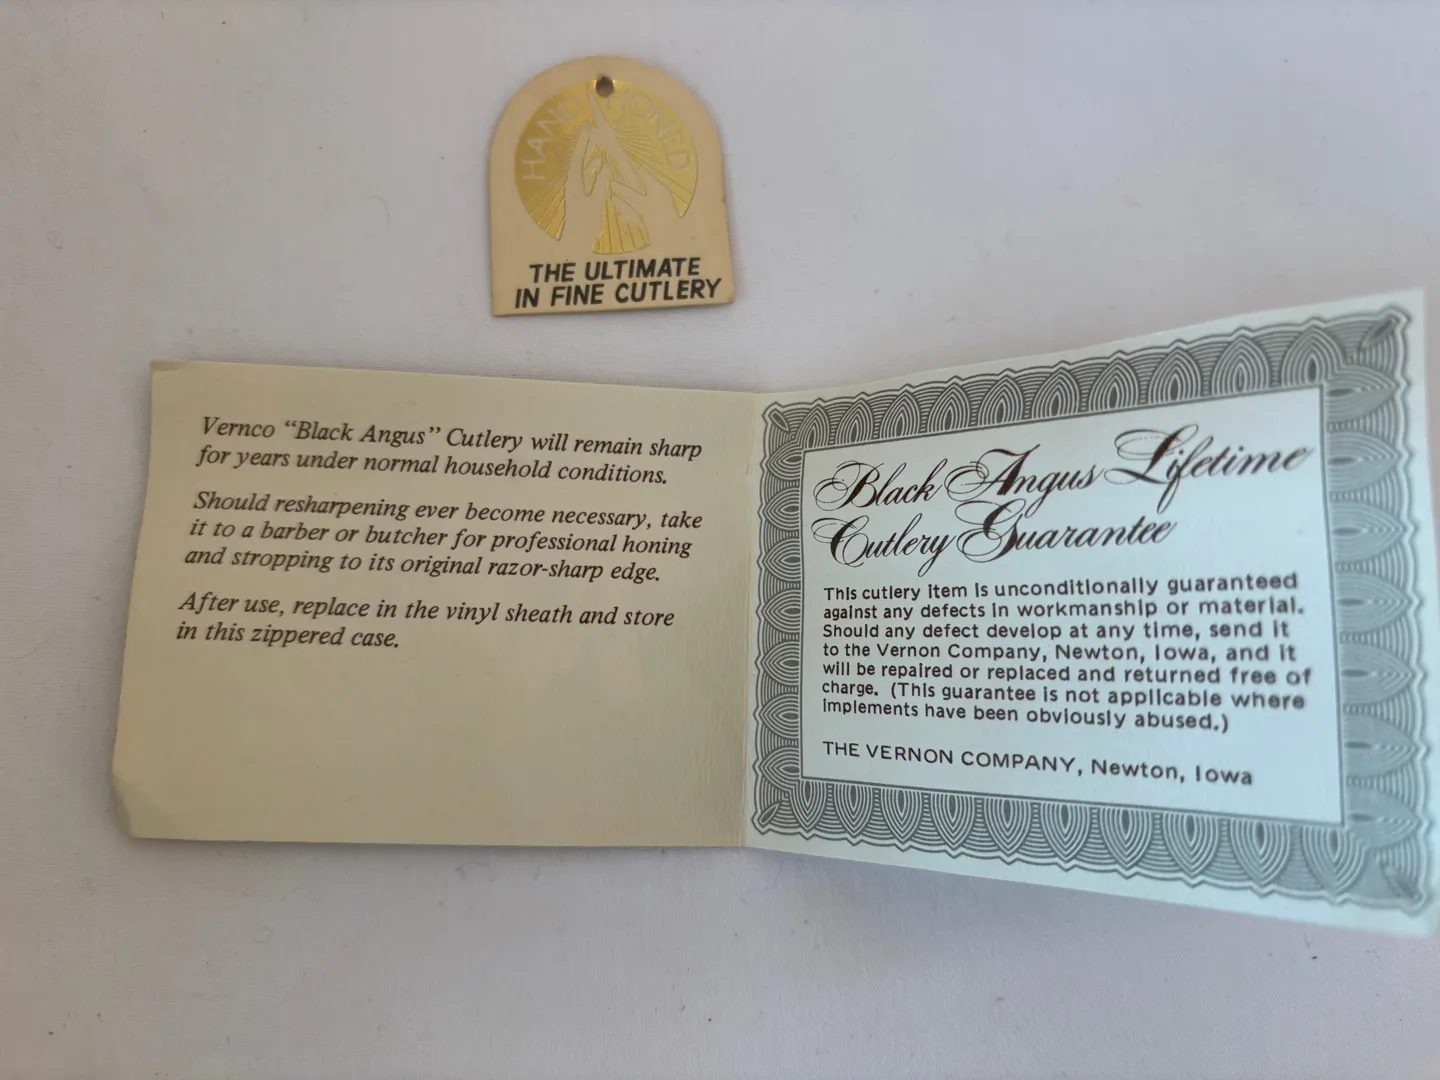 HAND HONED
THE ULTIMATE
IN FINE CUTLERY
Vernco “Black Angus” Cutlery will remain sharp
for years under normal household conditions.
Should resharpening ever become necessary, take
it to a barber or butcher for professional honing
and stropping to its original razor-sharp edge.
After use, replace in the vinyl sheath and store
in this zippered case.
Black Angus Lifetime
Cutlery Guarantee
This cutlery item is unconditionally guaranteed
against any defects in workmanship or material.
Should any defect develop at any time, send it
to the Vernon Company, Newton, Iowa, and it
will be repaired or replaced and returned free of
charge. (This guarantee is not applicable where
implements have been obviously abused.)
THE VERNON COMPANY, Newton, Iowa